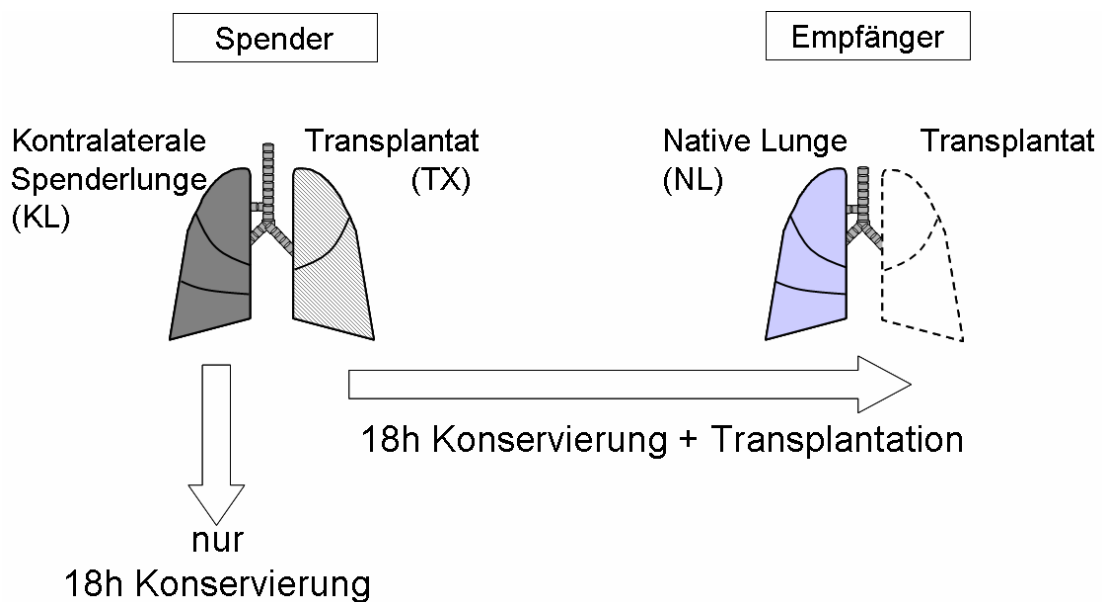 Spender
Empfänger
Kontralaterale
Spenderlunge
(KL)
Transplantat
(TX)
Native Lunge
(NL)
Transplantat
18h Konservierung + Transplantation
nur
18h Konservierung